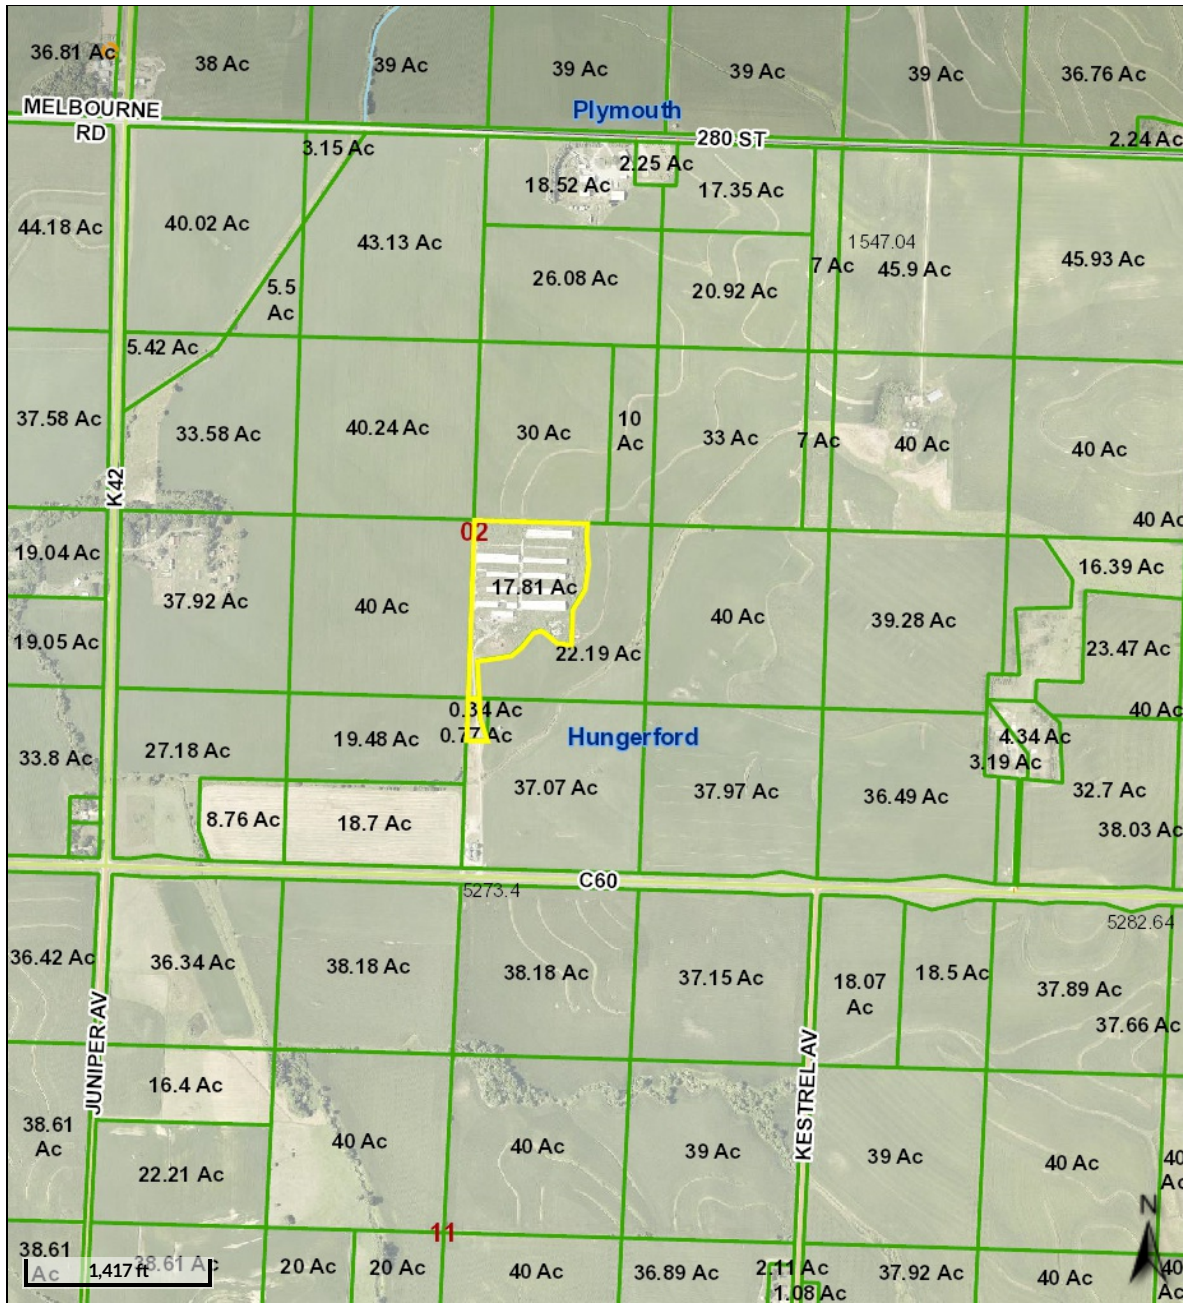 36.81 Ac
38 Ac
39 Ac
39 Ac
39 Ac
39 Ac
36.76 Ac
MELBOURNE
RD
Plymouth
280 ST
2.24 Ac
3.15 Ac
2.25 Ac
18.52 Ac
17.35 Ac
44.18 Ac
40.02 Ac
43.13 Ac
1547.04
7 Ac
45.9 Ac
45.93 Ac
26.08 Ac
20.92 Ac
5.5
Ac
5.42 Ac
37.58 Ac
33.58 Ac
40.24 Ac
30 Ac
10
Ac
33 Ac
7 Ac
40 Ac
40 Ac
K42
40 Ac
02
19.04 Ac
16.39 Ac
17.81 Ac
37.92 Ac
40 Ac
40 Ac
39.28 Ac
19.05 Ac
22.19 Ac
23.47 Ac
0.34 Ac
40 Ac
0.77 Ac
Hungerford
4.34 Ac
3.19 Ac
33.8 Ac
27.18 Ac
19.48 Ac
37.07 Ac
37.97 Ac
36.49 Ac
32.7 Ac
8.76 Ac
18.7 Ac
38.03 Ac
C60
5273.4
5282.64
36.42 Ac
36.34 Ac
38.18 Ac
38.18 Ac
37.15 Ac
18.07
Ac
18.5 Ac
37.89 Ac
37.66 Ac
JUNIPER AV
KESTREL AV
16.4 Ac
38.61
Ac
40 Ac
40 Ac
39 Ac
39 Ac
40 Ac
40
Ac
22.21 Ac
N
11
38.61
Ac
38.61 Ac
1,417 ft
20 Ac
20 Ac
40 Ac
36.89 Ac
2.11 Ac
1.08 Ac
37.92 Ac
40 Ac
40
Ac